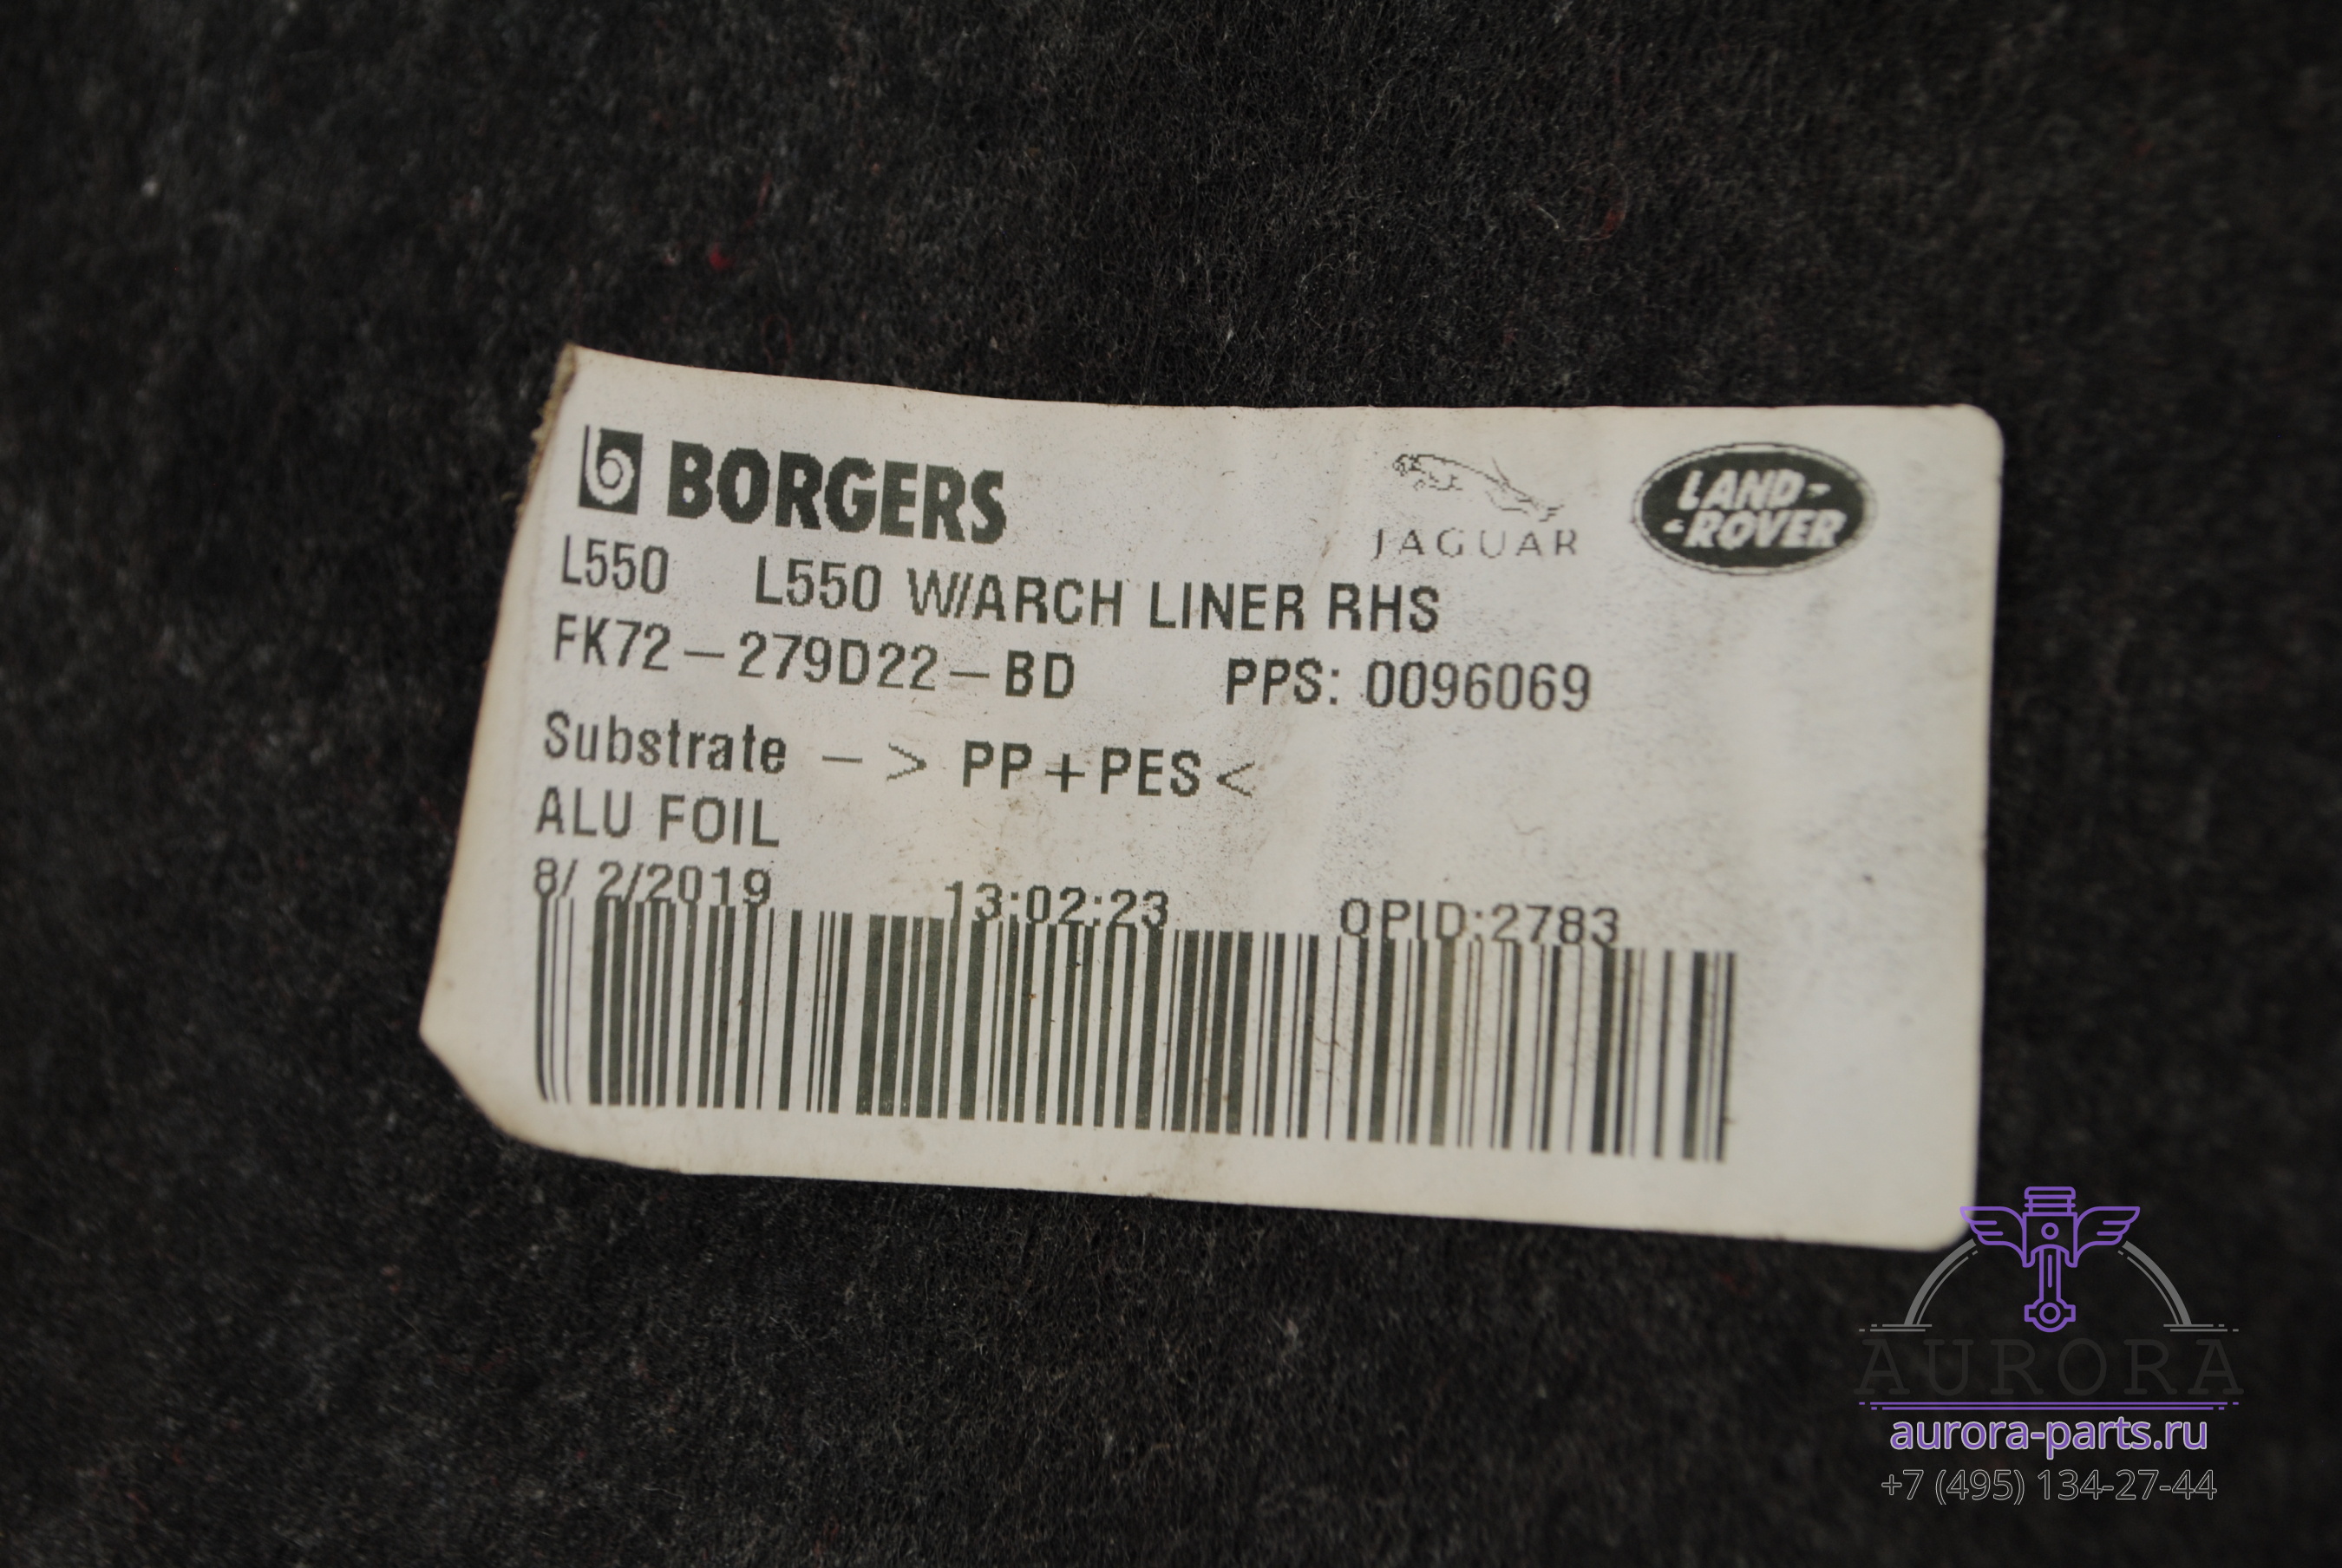 BORGERS
JAGUAR
LAND-
-ROVER
L550 L550 W/ARCH LINER RHS
FK72-279D22-BD PPS: 0096069
Substrate -> PP+PES<
ALU FOIL
8/ 2/2019 13:02:23 OPID:2783
AURORA
aurora-parts.ru
+7 (495) 134-27-44